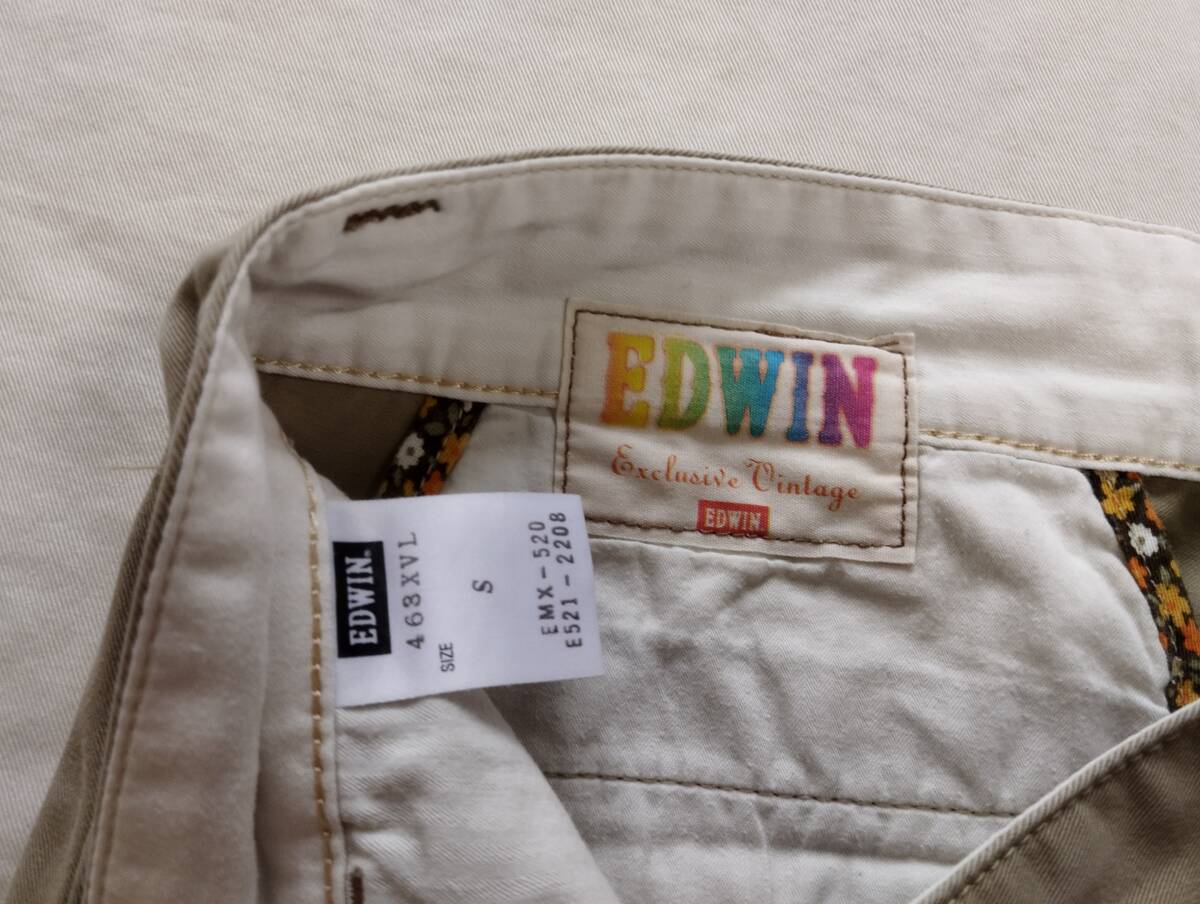 EDWIN
Exclusive Vintage
EDWIN
EDWIN.
463XVL
SIZE
S
EMX-520
E521-2208